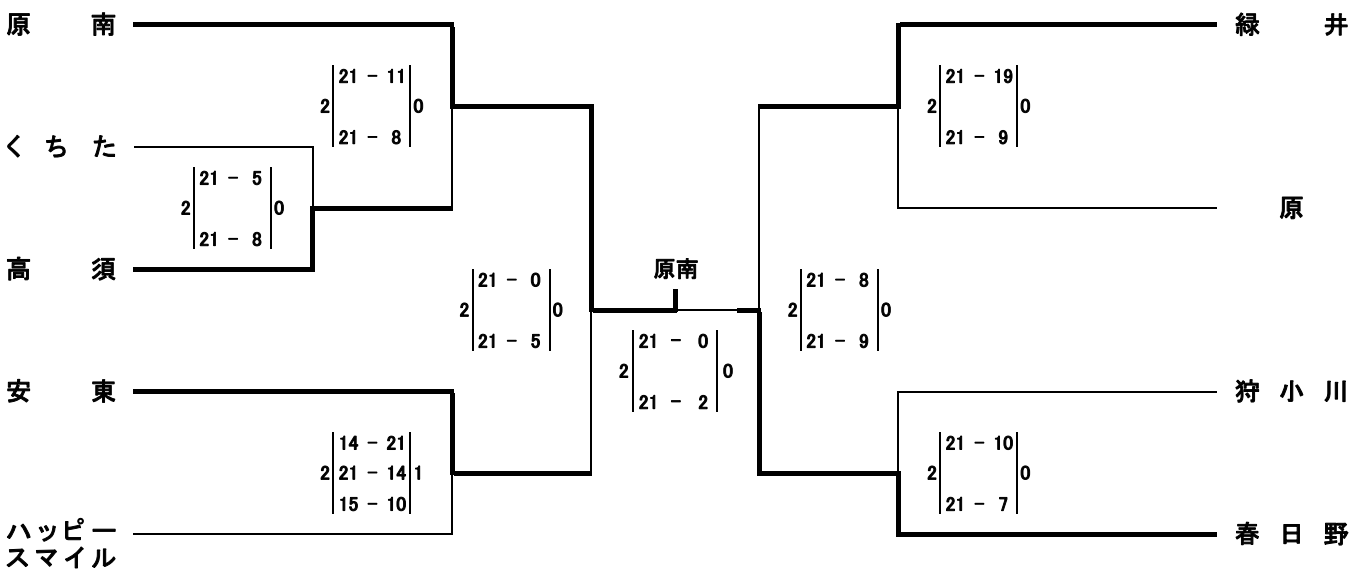 原南
緑井
21 - 11
2 0
21 - 8
21 - 19
2 0
21 - 9
くちた
21 - 5
2 0
21 - 8
原
高須
原南
21 - 0
2 0
21 - 5
21 - 8
2 0
21 - 9
21 - 0
2 0
21 - 2
安東
狩小川
14 - 21
2 21 - 14 1
15 - 10
21 - 10
2 0
21 - 7
ハッピー
スマイル
春日野